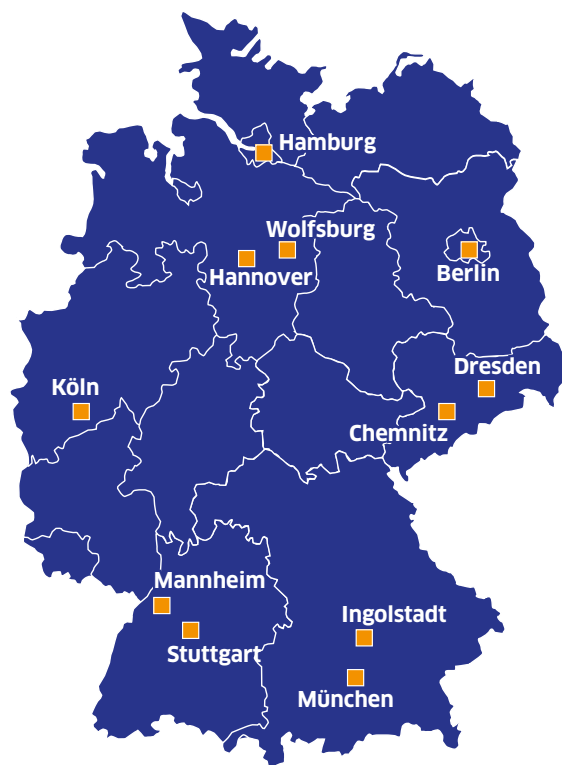 Hamburg
Wolfsburg
Hannover
Berlin
Dresden
Köln
Chemnitz
Mannheim
Ingolstadt
Stuttgart
München